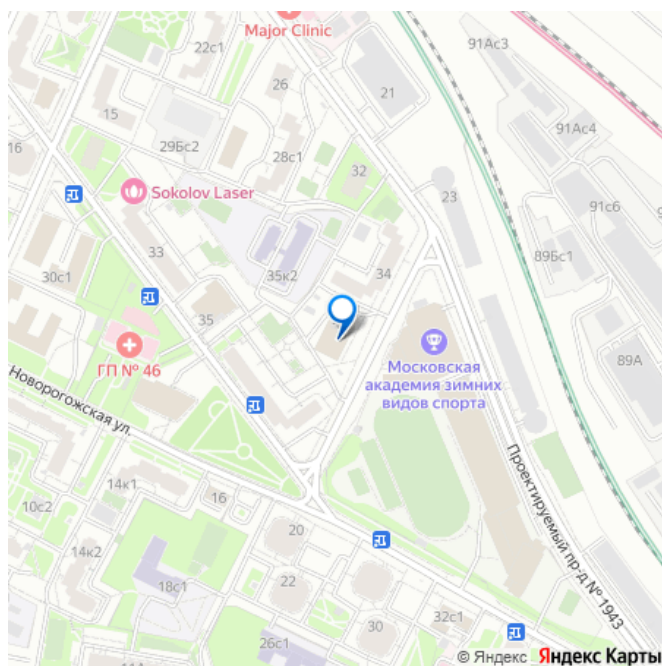 Major Clinic
22с1
91Ас3
26
21
15
91Ас4
29Бс2
28с1
16
32
Sokolov Laser
23
91с6
33
89Бс1
30с1
35к2
34
35
ГП № 46
Московская
академия зимних
видов спорта
89А
Новорогожская ул.
Проектируемый пр-д № 1943
14к1
16
10с2
20
14к2
22
18с1
30
32с1
26с1
11А
© Яндекс Яндекс Карты